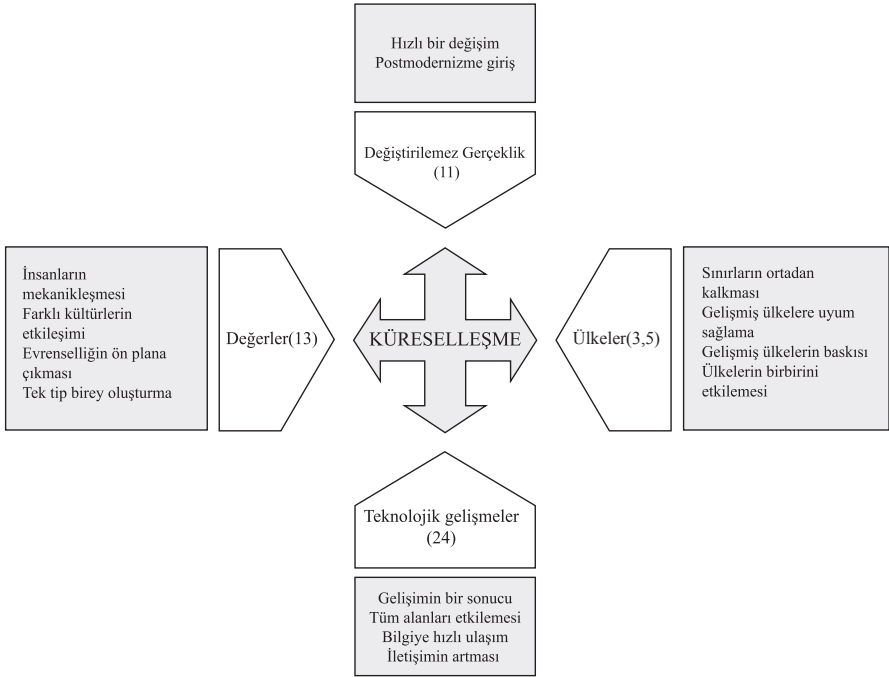 Hızlı bir değişim
Postmodernizme giriş
Değiştirilemez Gerçeklik
(11)
İnsanların
mekanikleşmesi
Farklı kültürlerin
etkileşimi
Evrenselliğin ön plana
çıkması
Tek tip birey oluşturma
Değerler(13)
KÜRESELLEŞME
Ülkeler(3,5)
Sınırların ortadan
kalkması
Gelişmiş ülkelere uyum
sağlama
Gelişmiş ülkelerin baskısı
Ülkelerin birbirini
etkilemesi
Teknolojik gelişmeler
(24)
Gelişimin bir sonucu
Tüm alanları etkilemesi
Bilgiye hızlı ulaşım
İletişimin artması